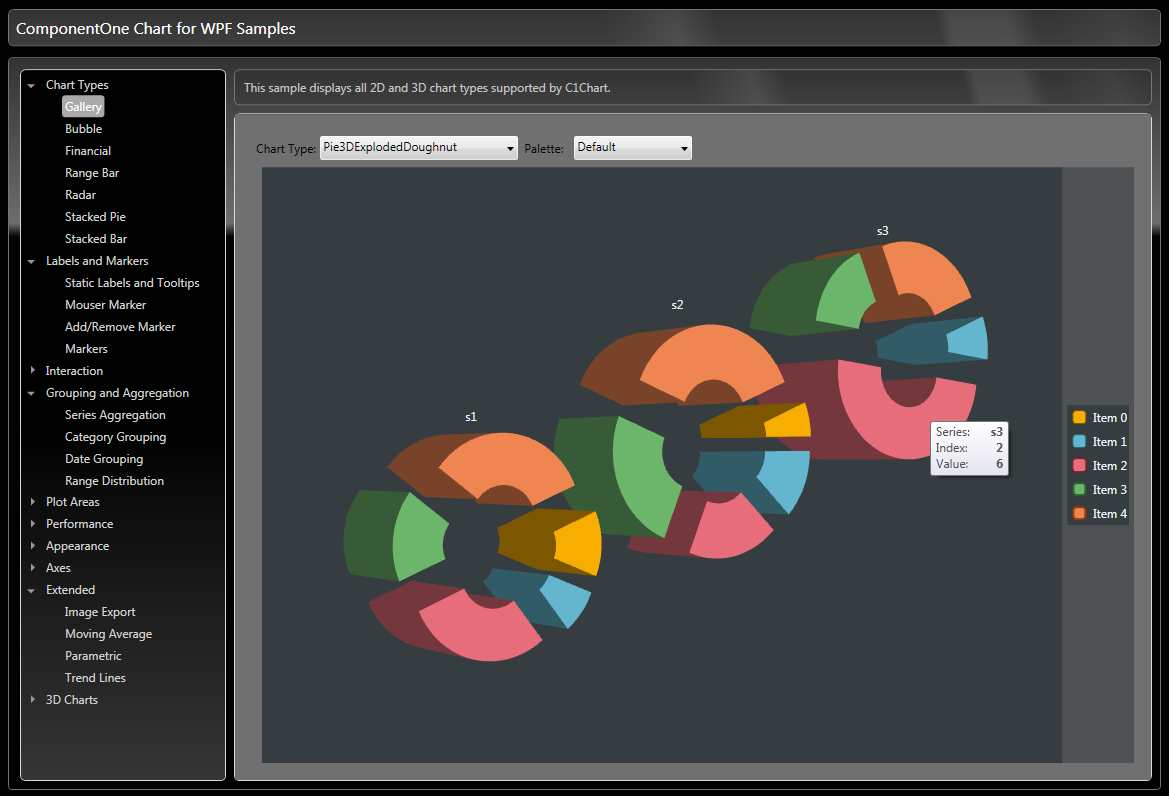 ComponentOne Chart for WPF Samples
Chart Types
Gallery
Bubble
Financial
Range Bar
Radar
Stacked Pie
Stacked Bar
Labels and Markers
Static Labels and Tooltips
Mouser Marker
Add/Remove Marker
Markers
Interaction
Grouping and Aggregation
Series Aggregation
Category Grouping
Date Grouping
Range Distribution
Plot Areas
Performance
Appearance
Axes
Extended
Image Export
Moving Average
Parametric
Trend Lines
3D Charts
This sample displays all 2D and 3D chart types supported by C1Chart.
Chart Type: Pie3DExplodedDoughnut Palette: Default
s3
s2
s1
Series: s3
Index: 2
Value: 6
Item 0
Item 1
Item 2
Item 3
Item 4